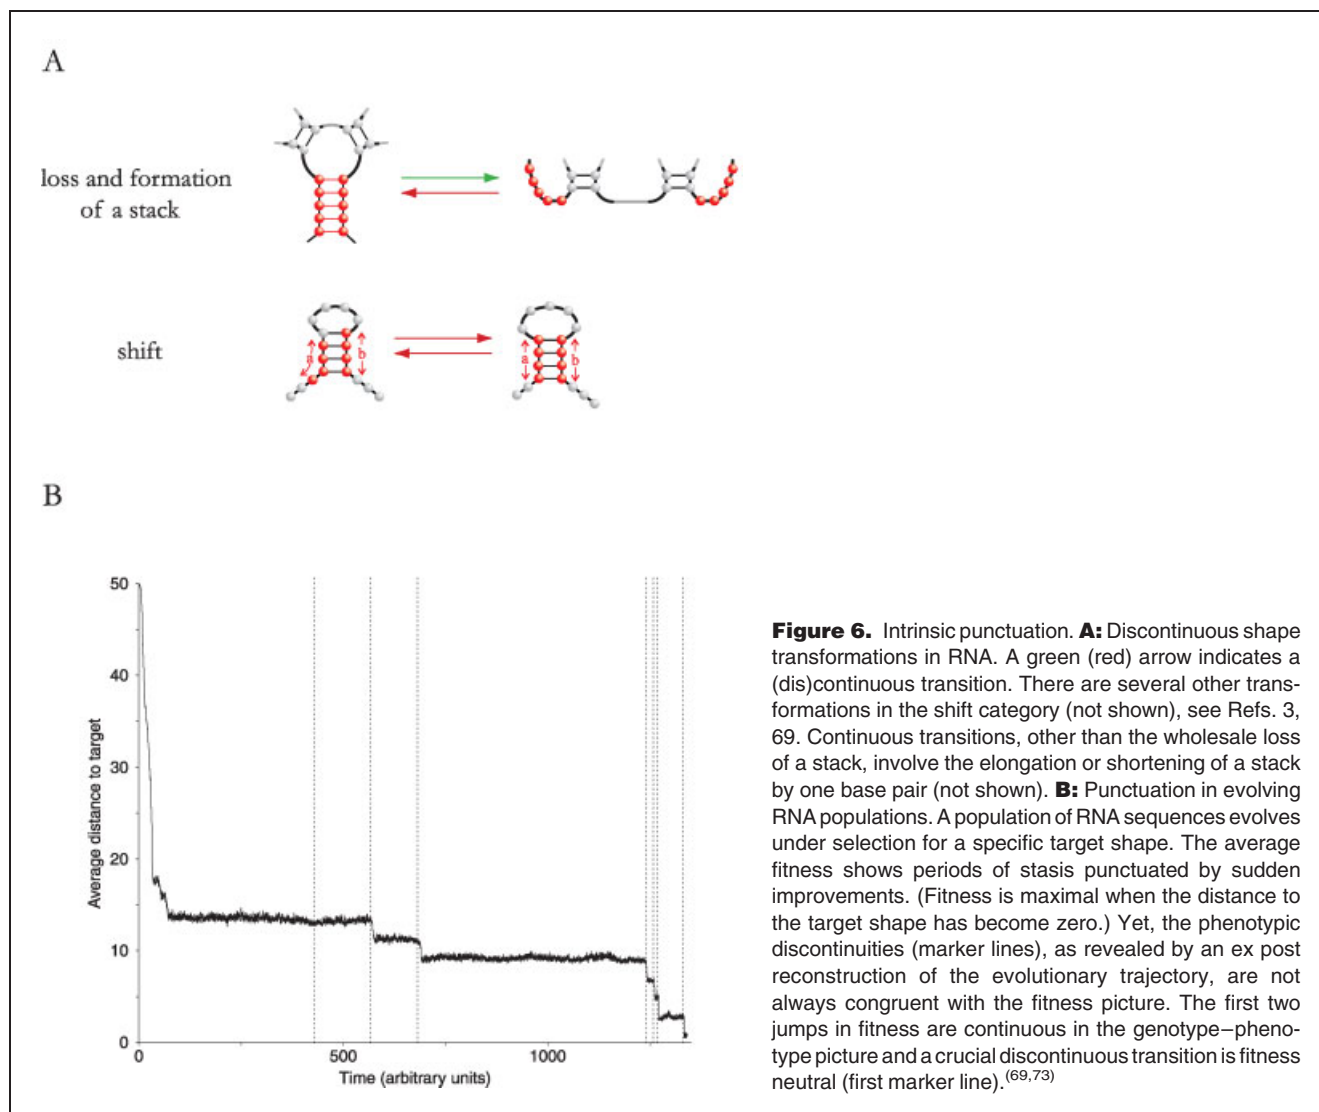 A
loss and formation
of a stack
a
b
a
b
shift
B
50
40
30
20
10
0
Average distance to target
0
500
1000
Time (arbitrary units)
Figure 6. Intrinsic punctuation. A: Discontinuous shape
transformations in RNA. A green (red) arrow indicates a
(dis)continuous transition. There are several other trans-
formations in the shift category (not shown), see Refs. 3,
69. Continuous transitions, other than the wholesale loss
of a stack, involve the elongation or shortening of a stack
by one base pair (not shown). B: Punctuation in evolving
RNA populations. A population of RNA sequences evolves
under selection for a specific target shape. The average
fitness shows periods of stasis punctuated by sudden
improvements. (Fitness is maximal when the distance to
the target shape has become zero.) Yet, the phenotypic
discontinuities (marker lines), as revealed by an ex post
reconstruction of the evolutionary trajectory, are not
always congruent with the fitness picture. The first two
jumps in fitness are continuous in the genotype–pheno-
type picture and a crucial discontinuous transition is fitness
neutral (first marker line).(69,73)